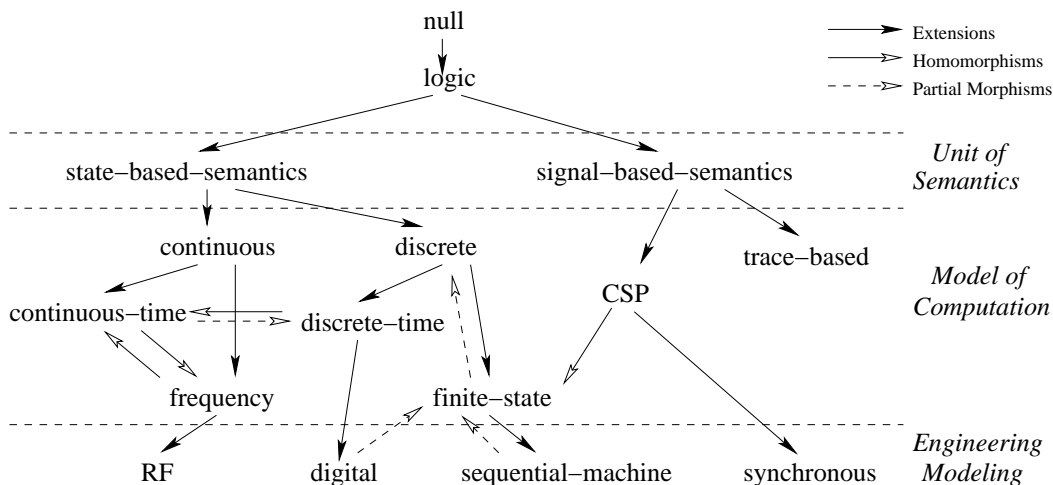 null
Extensions
Homomorphisms
Partial Morphisms
logic
state−based−semantics
signal−based−semantics
Unit of
Semantics
continuous
discrete
trace−based
continuous−time
discrete−time
CSP
Model of
Computation
frequency
finite−state
RF
digital
sequential−machine
synchronous
Engineering
Modeling